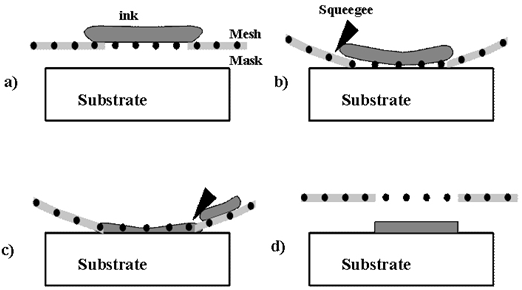 ink
Mesh
Mask
a)
Substrate
Squeegee
b)
Substrate
c)
Substrate
d)
Substrate